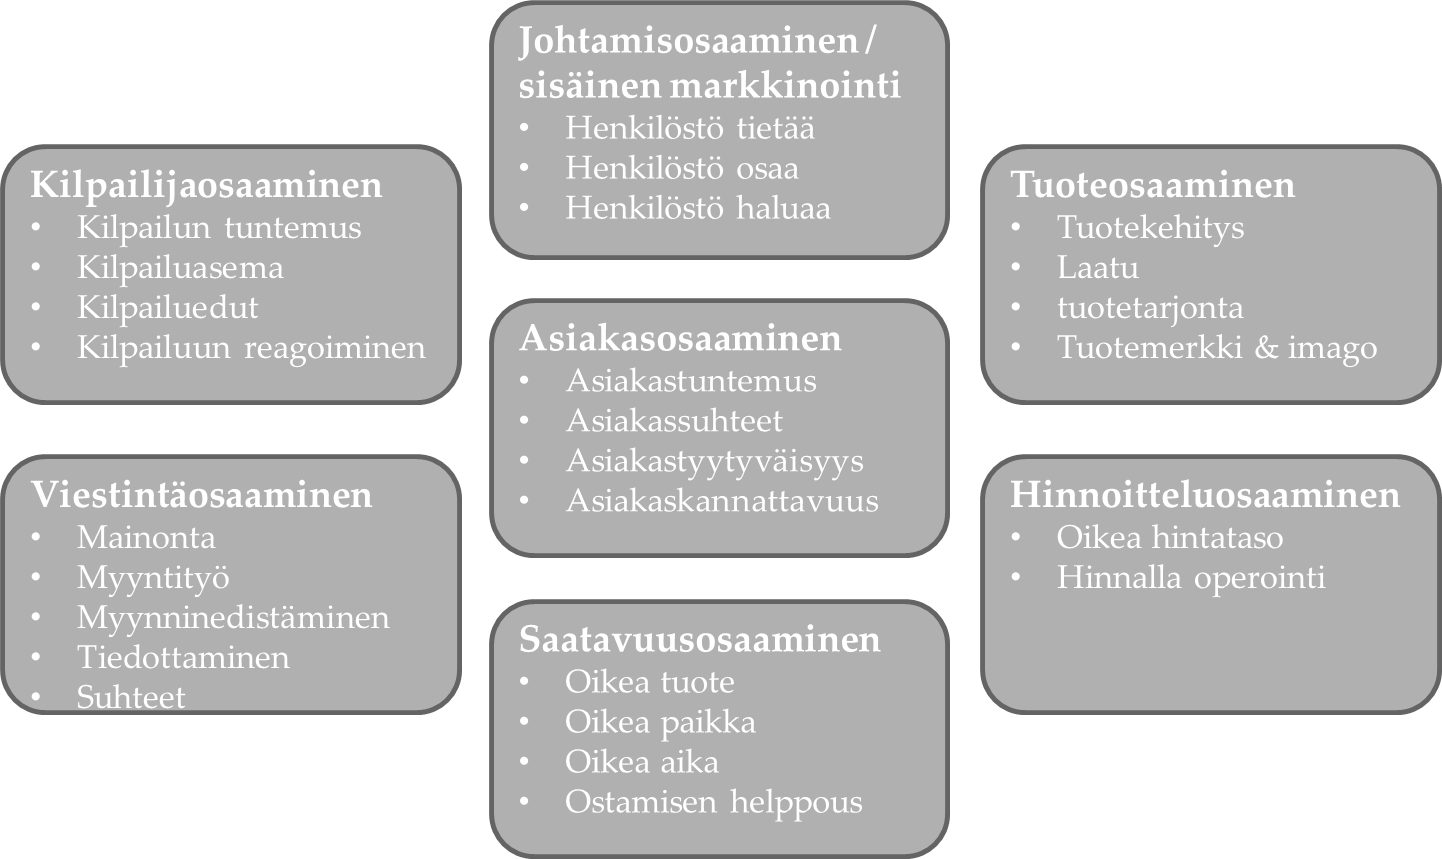 Johtamisosaaminen /
sisäinen markkinointi
• Henkilöstö tietää
• Henkilöstö osaa
• Henkilöstö haluaa
Kilpailijaosaaminen
• Kilpailun tuntemus
• Kilpailuasema
• Kilpailuedut
• Kilpailuun reagoiminen
Tuoteosaaminen
• Tuotekehitys
• Laatu
• tuotetarjonta
• Tuotemerkki & imago
Asiakasosaaminen
• Asiakastuntemus
• Asiakassuhteet
• Asiakastyytyväisyys
• Asiakaskannattavuus
Viestintäosaaminen
• Mainonta
• Myyntityö
• Myynninedistäminen
• Tiedottaminen
• Suhteet
Hinnoitteluosaaminen
• Oikea hintataso
• Hinnalla operointi
Saatavuusosaaminen
• Oikea tuote
• Oikea paikka
• Oikea aika
• Ostamisen helppous